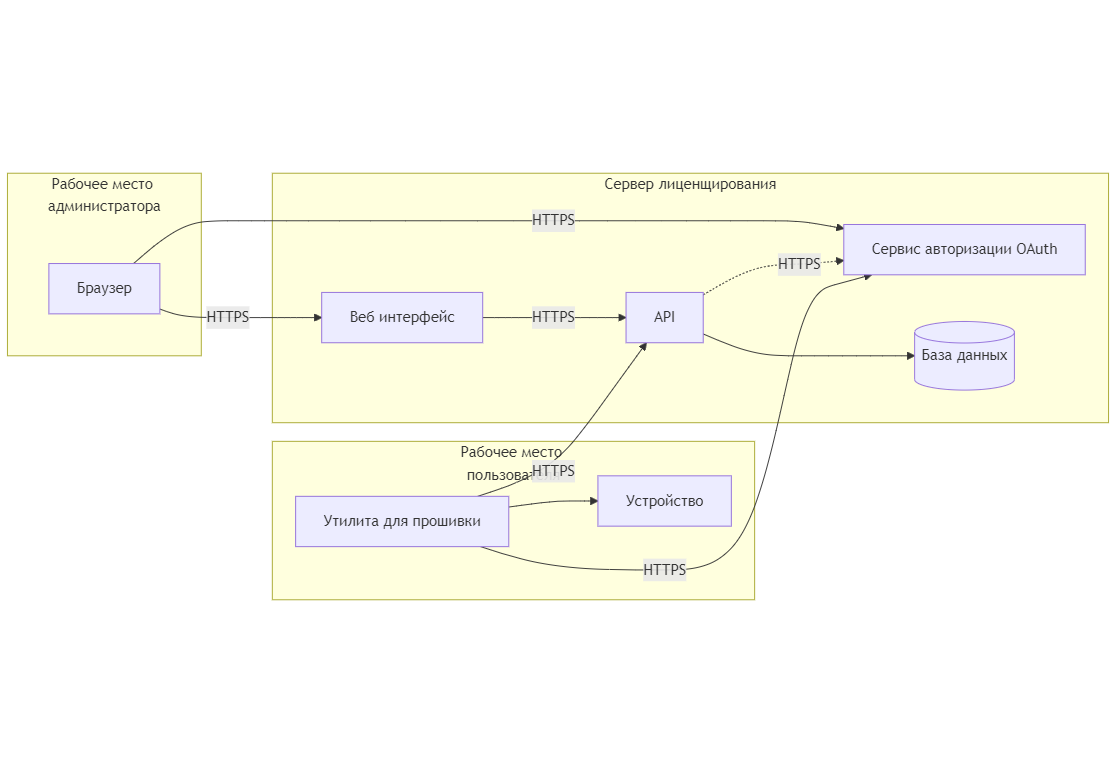 Рабочее место
администратора
Сервер лиценщирования
HTTPS
Сервис авторизации OAuth
HTTPS
Браузер
HTTPS
Веб интерфейс
HTTPS
API
База данных
Рабочее место
HTTPS
Устройство
Утилита для прошивки
HTTPS